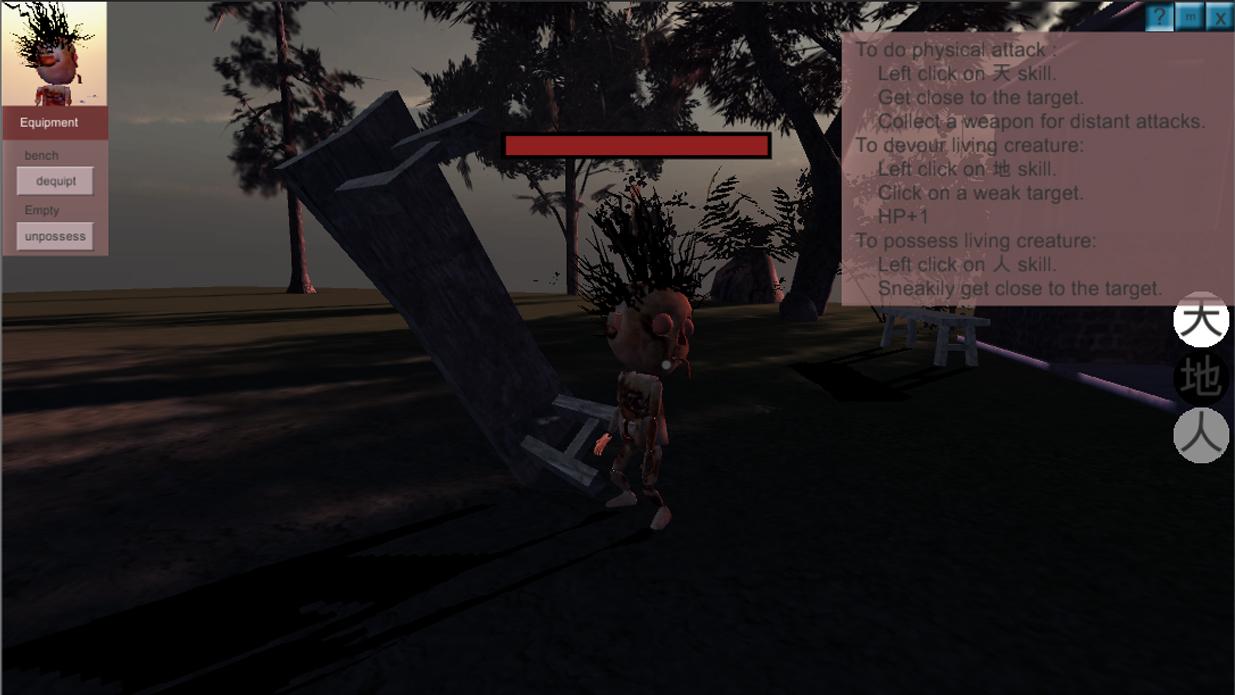 ? m x
Equipment
bench
dequipt
Empty
unpossess
To do physical attack :
Left click on 天 skill.
Get close to the target.
Collect a weapon for distant attacks.
To devour living creature:
Left click on 地 skill.
Click on a weak target.
HP+1
To possess living creature:
Left click on 人 skill.
Sneakily get close to the target.
天
地
人